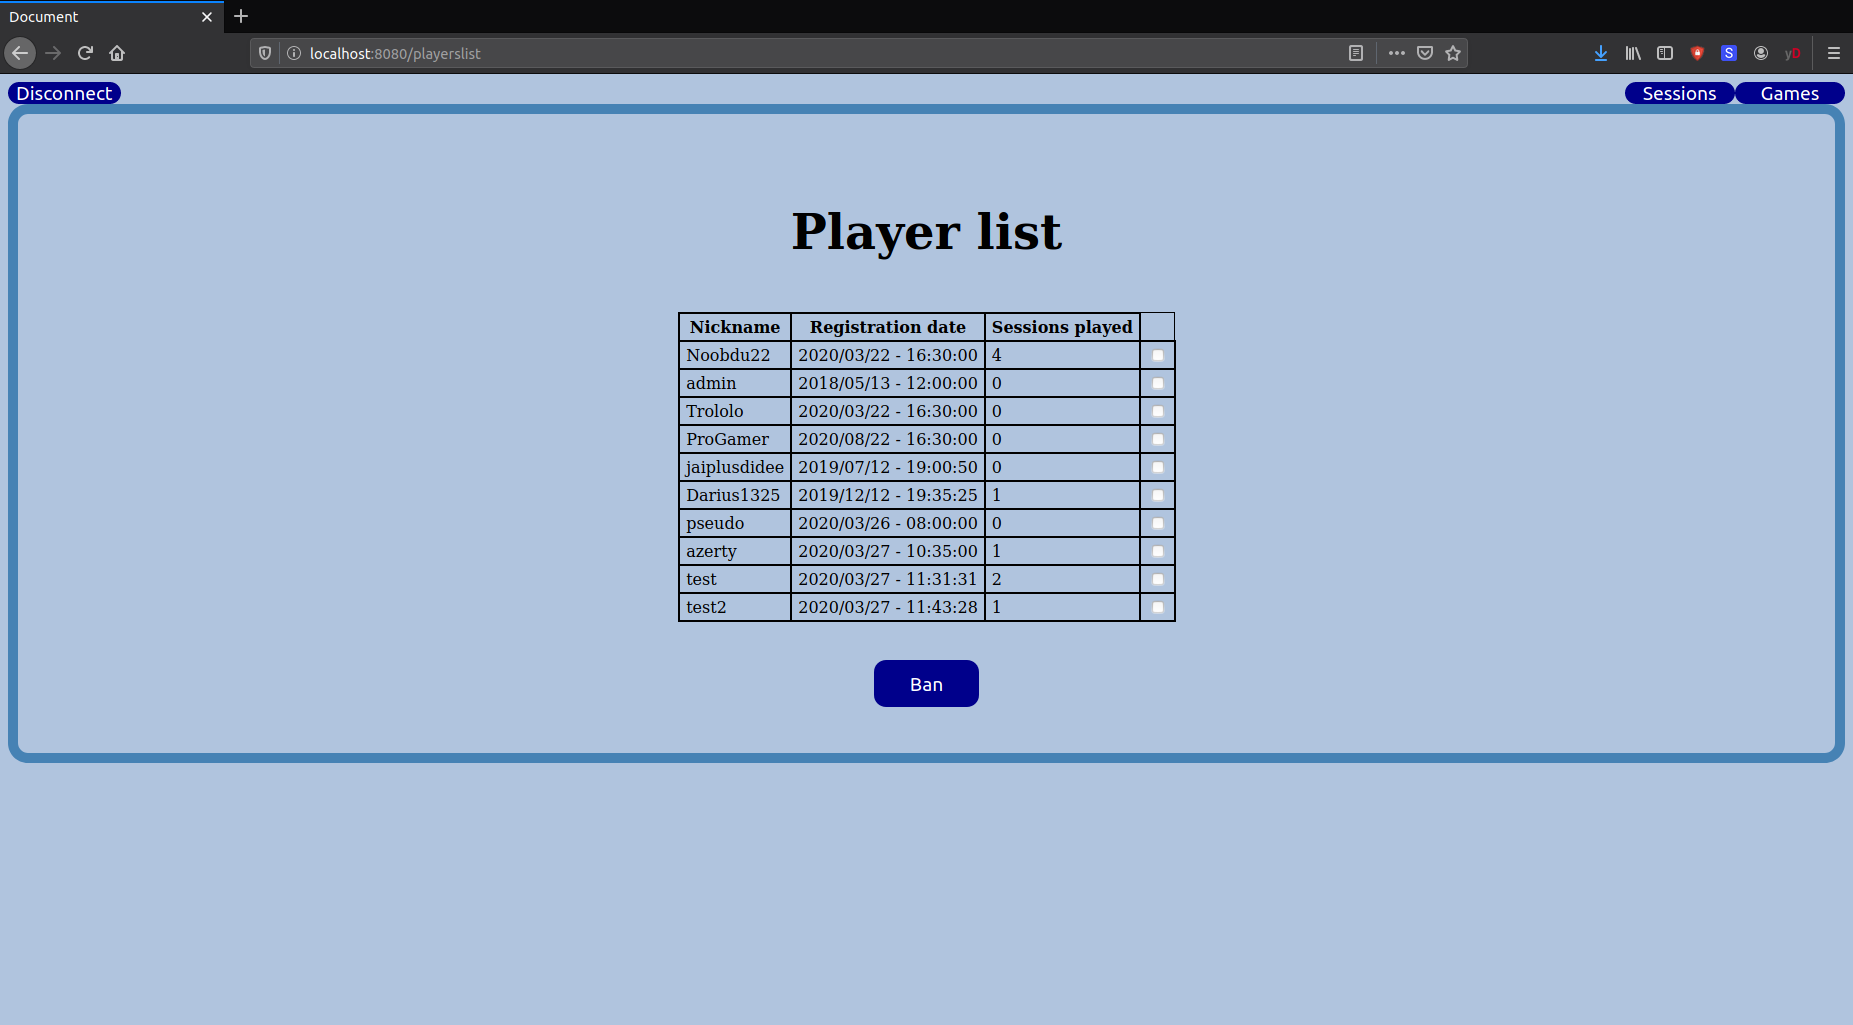 Document
localhost:8080/playerslist
S
yD
Disconnect Sessions Games
Player list
Nickname Registration date Sessions played
Noobdu22 2020/03/22 - 16:30:00 4
admin 2018/05/13 - 12:00:00 0
Trololo 2020/03/22 - 16:30:00 0
ProGamer 2020/08/22 - 16:30:00 0
jaiplusdidee 2019/07/12 - 19:00:50 0
Darius1325 2019/12/12 - 19:35:25 1
pseudo 2020/03/26 - 08:00:00 0
azerty 2020/03/27 - 10:35:00 1
test 2020/03/27 - 11:31:31 2
test2 2020/03/27 - 11:43:28 1
Ban